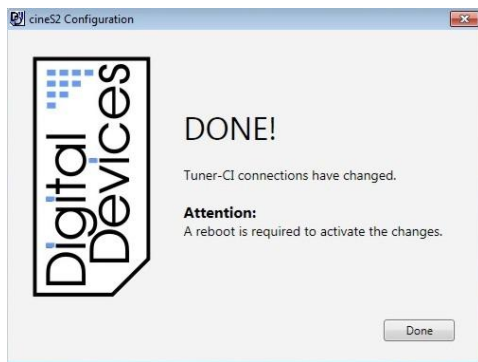 cineS2 Configuration
Digital
Devices
DONE!
Tuner-CI connections have changed.
Attention:
A reboot is required to activate the changes.
Done